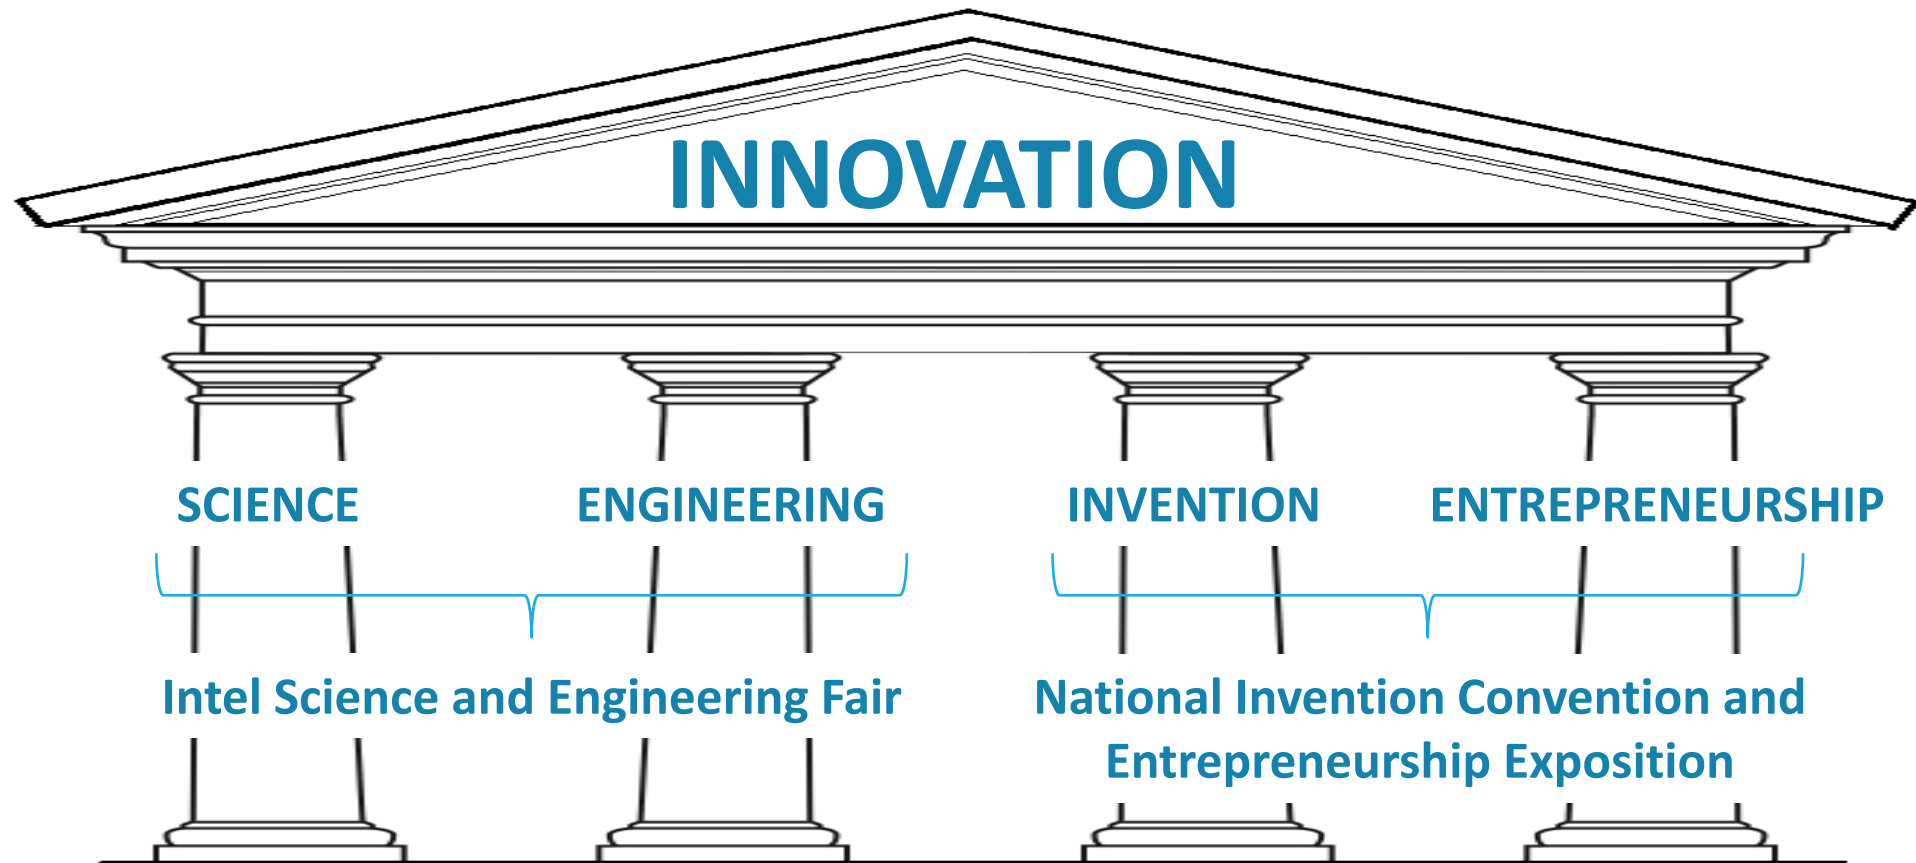 INNOVATION
SCIENCE
ENGINEERING
INVENTION
ENTREPRENEURSHIP
Intel Science and Engineering Fair
National Invention Convention and
Entrepreneurship Exposition